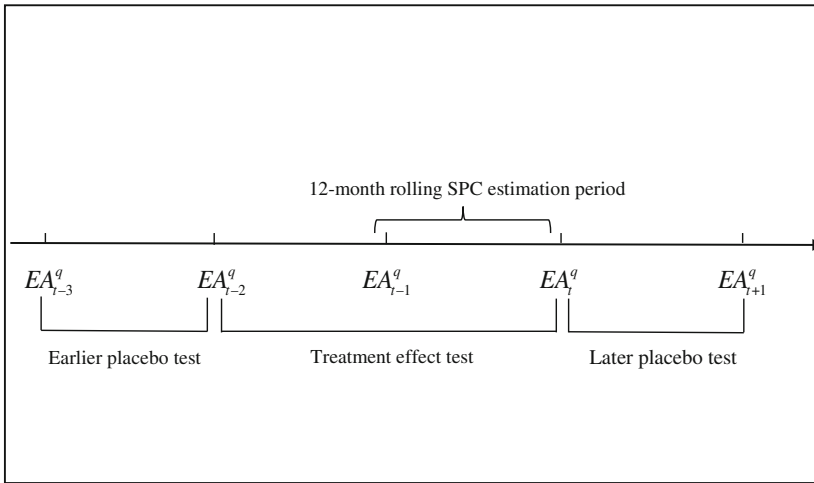 12-month rolling SPC estimation period
EA^q_{t−3} EA^q_{t−2} EA^q_{t−1} EA^q_t EA^q_{t+1}
Earlier placebo test Treatment effect test Later placebo test